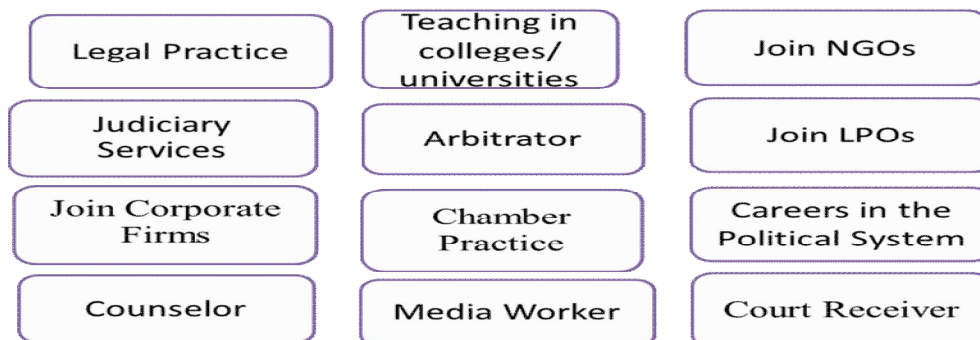 Legal Practice
Teaching in
colleges/
universities
Join NGOs
Judiciary
Services
Arbitrator
Join LPOs
Join Corporate
Firms
Chamber
Practice
Careers in the
Political System
Counselor
Media Worker
Court Receiver